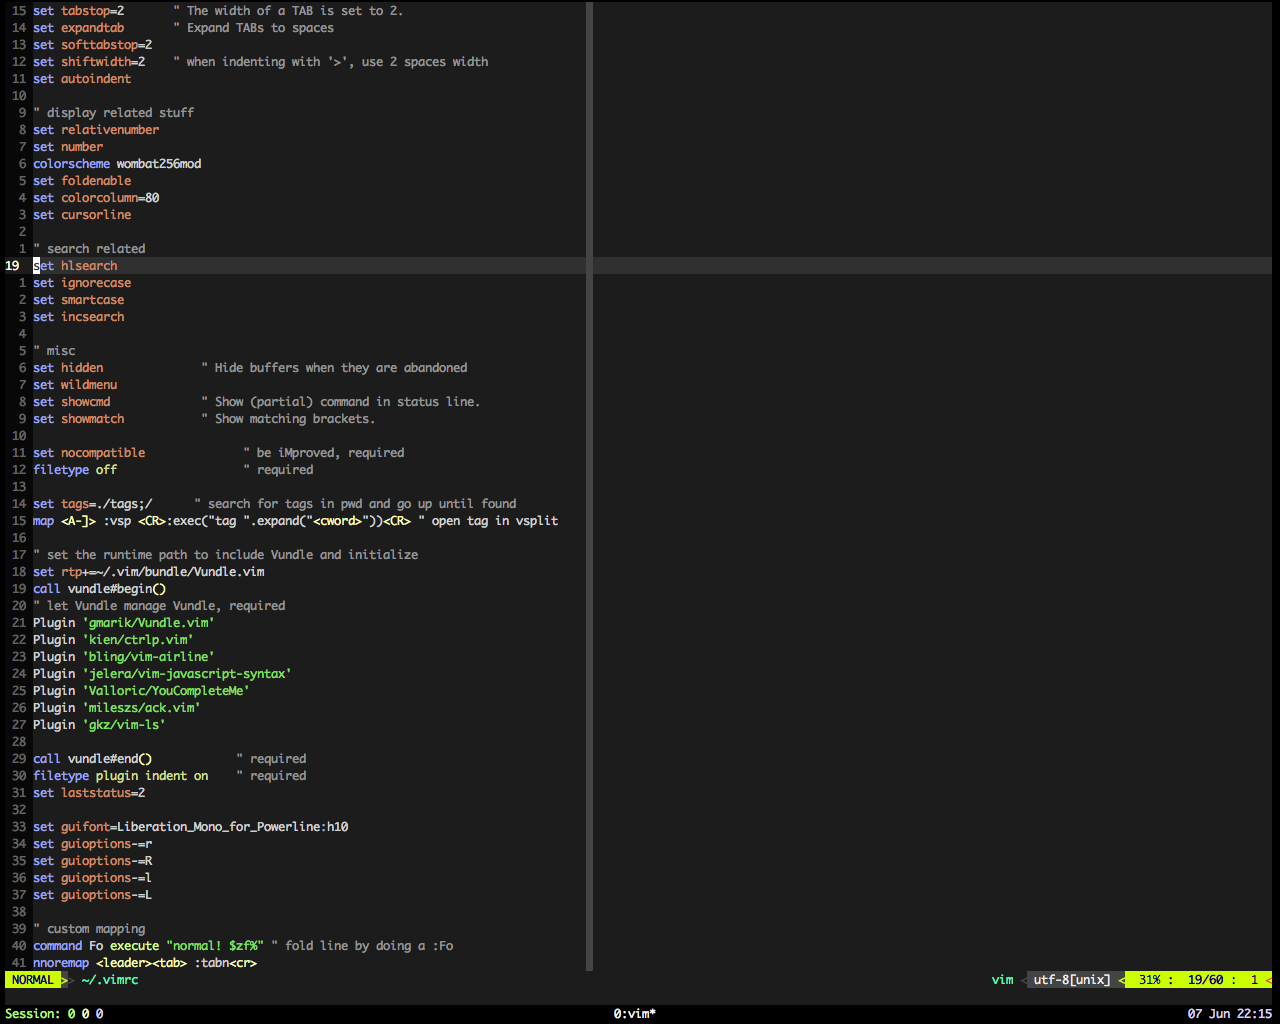 15 set tabstop=2       " The width of a TAB is set to 2.
14 set expandtab       " Expand TABs to spaces
13 set softtabstop=2
12 set shiftwidth=2    " when indenting with '>', use 2 spaces width
11 set autoindent
10
9 " display related stuff
8 set relativenumber
7 set number
6 colorscheme wombat256mod
5 set foldenable
4 set colorcolumn=80
3 set cursorline
2
1 " search related
19 set hlsearch
1 set ignorecase
2 set smartcase
3 set incsearch
4
5 " misc
6 set hidden              " Hide buffers when they are abandoned
7 set wildmenu
8 set showcmd             " Show (partial) command in status line.
9 set showmatch           " Show matching brackets.
10
11 set nocompatible              " be iMproved, required
12 filetype off                  " required
13
14 set tags=./tags;/      " search for tags in pwd and go up until found
15 map <A-]> :vsp <CR>:exec("tag ".expand("<cword>"))<CR> " open tag in vsplit
16
17 " set the runtime path to include Vundle and initialize
18 set rtp+=~/.vim/bundle/Vundle.vim
19 call vundle#begin()
20 " let Vundle manage Vundle, required
21 Plugin 'gmarik/Vundle.vim'
22 Plugin 'kien/ctrlp.vim'
23 Plugin 'bling/vim-airline'
24 Plugin 'jelera/vim-javascript-syntax'
25 Plugin 'Valloric/YouCompleteMe'
26 Plugin 'mileszs/ack.vim'
27 Plugin 'gkz/vim-ls'
28
29 call vundle#end()            " required
30 filetype plugin indent on    " required
31 set laststatus=2
32
33 set guifont=Liberation_Mono_for_Powerline:h10
34 set guioptions-=r
35 set guioptions-=R
36 set guioptions-=l
37 set guioptions-=L
38
39 " custom mapping
40 command Fo execute "normal! $zf%" " fold line by doing a :Fo
41 nnoremap <leader><tab> :tabn<cr>
NORMAL >> ~/.vimrc vim < utf-8[unix] < 31% : 19/60 : 1 <
Session: 0 0 0 0:vim* 07 Jun 22:15